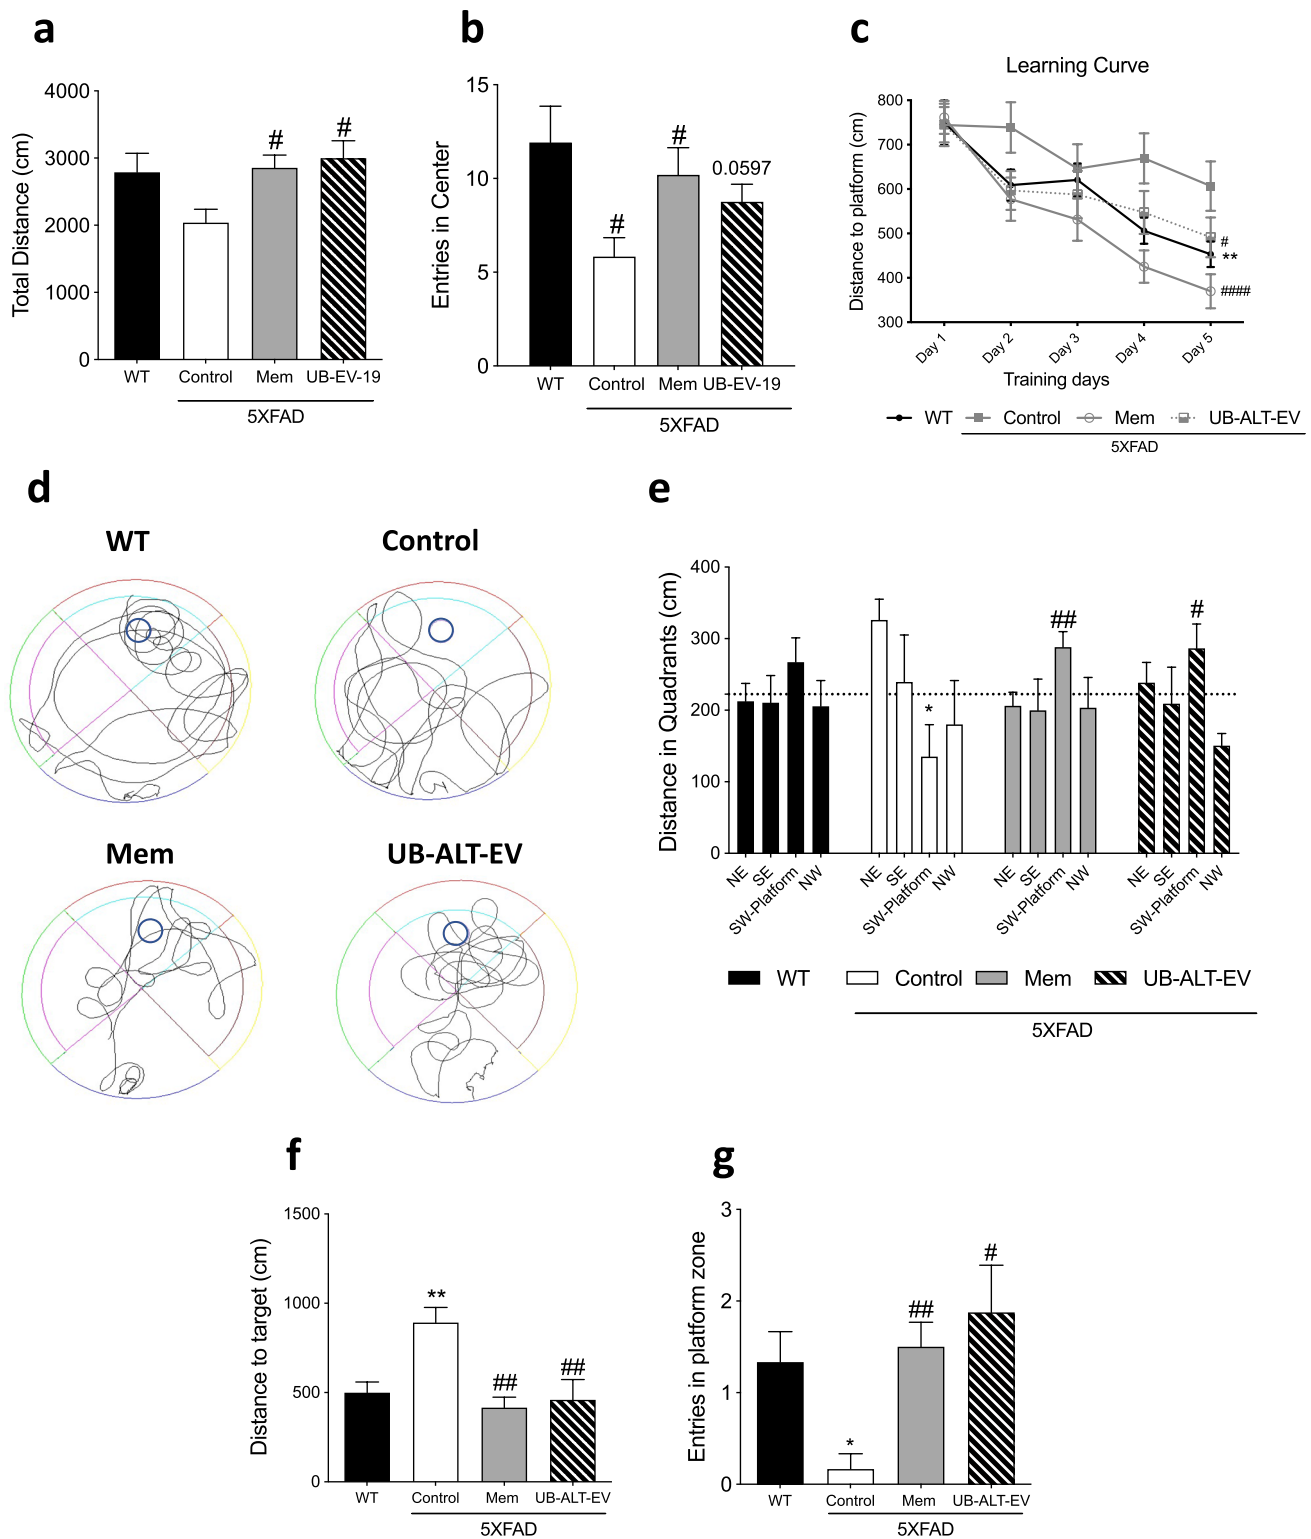 a
Total Distance (cm)
4000
3000
2000
1000
0
#
#
WT
Control
Mem
UB-EV-19
5XFAD
b
Entries in Center
15
10
5
0
#
#
0.0597
WT
Control
Mem
UB-EV-19
5XFAD
c
Learning Curve
Distance to platform (cm)
800
700
600
500
400
300
#
**
####
Day 1
Day 2
Day 3
Day 4
Day 5
Training days
WT
Control
Mem
UB-ALT-EV
5XFAD
d
WT
Control
Mem
UB-ALT-EV
e
Distance in Quadrants (cm)
400
300
200
100
0
*
##
#
NE
SE
SW-Platform
NW
NE
SE
SW-Platform
NW
NE
SE
SW-Platform
NW
NE
SE
SW-Platform
NW
WT
Control
Mem
UB-ALT-EV
5XFAD
f
Distance to target (cm)
1500
1000
500
0
**
##
##
WT
Control
Mem
UB-ALT-EV
5XFAD
g
Entries in platform zone
3
2
1
0
*
##
#
WT
Control
Mem
UB-ALT-EV
5XFAD